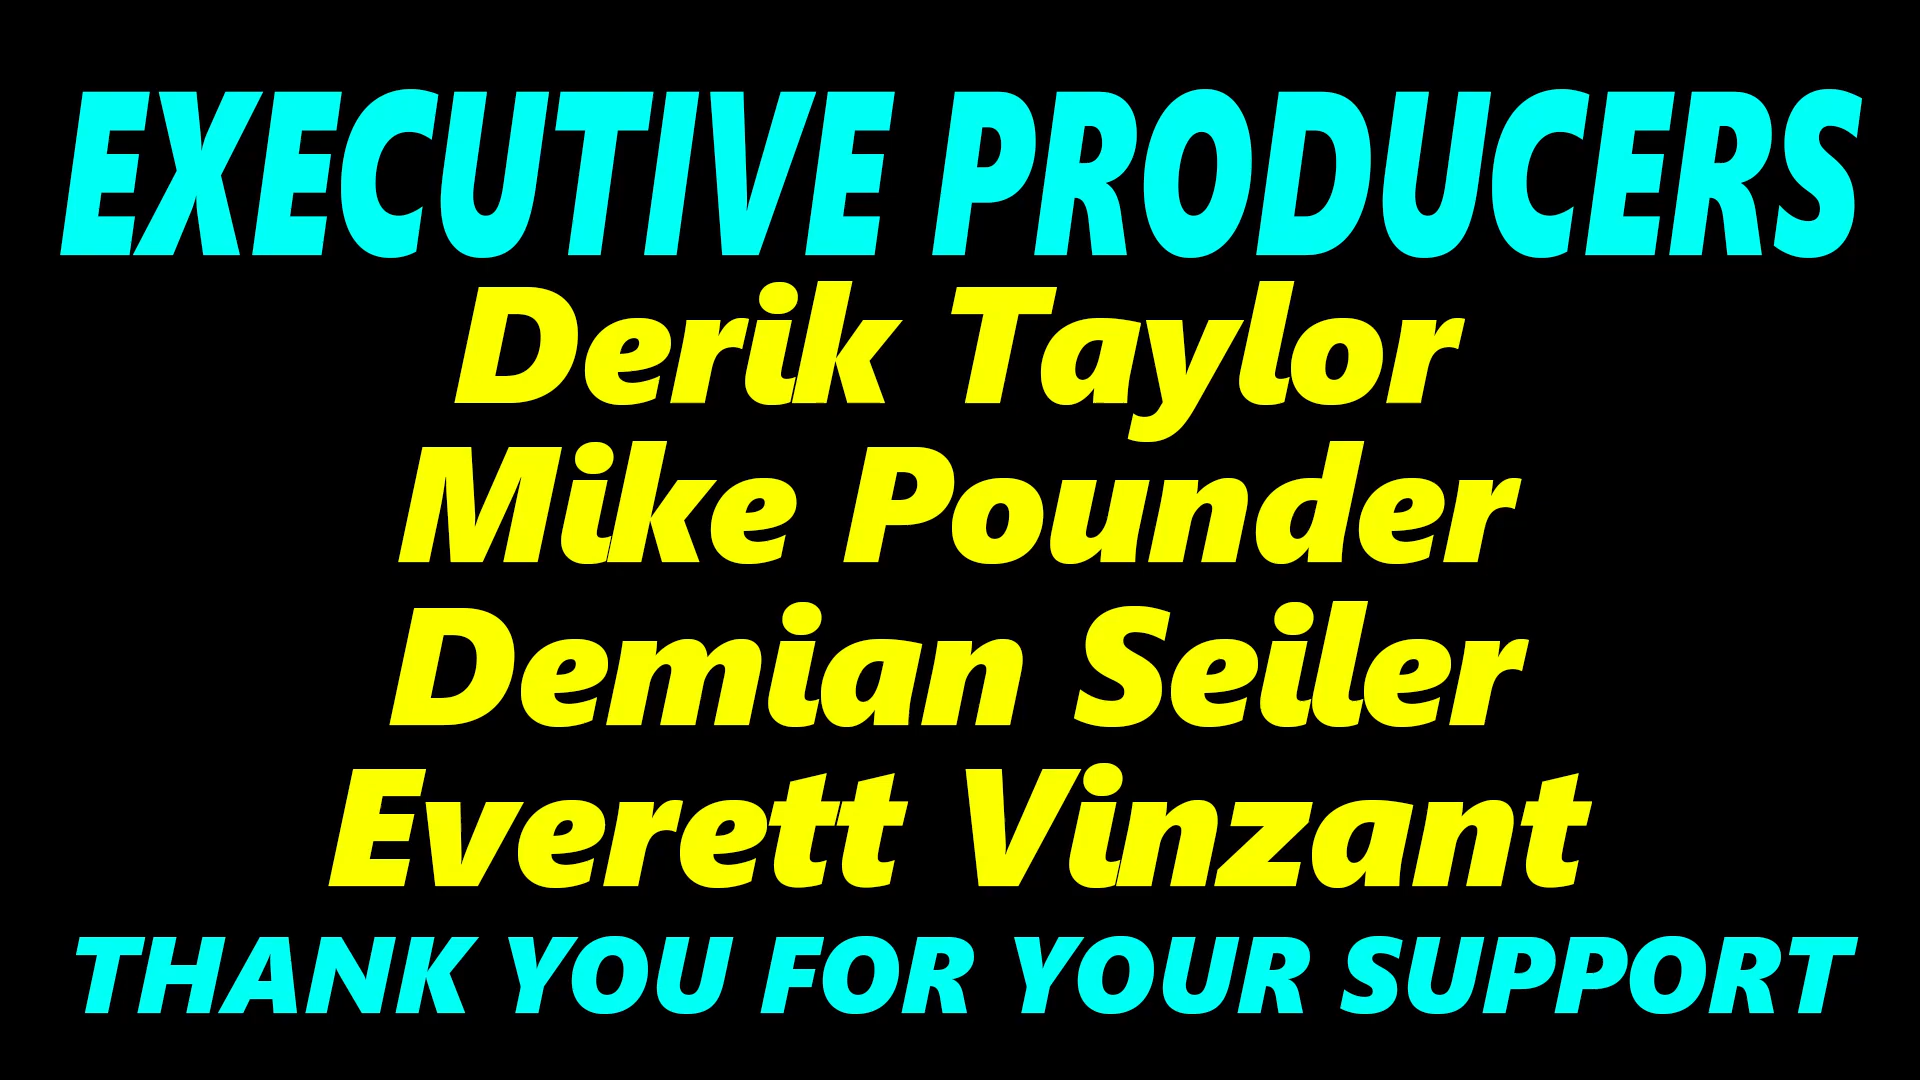 EXECUTIVE PRODUCERS
Derik Taylor
Mike Pounder
Demian Seiler
Everett Vinzant
THANK YOU FOR YOUR SUPPORT